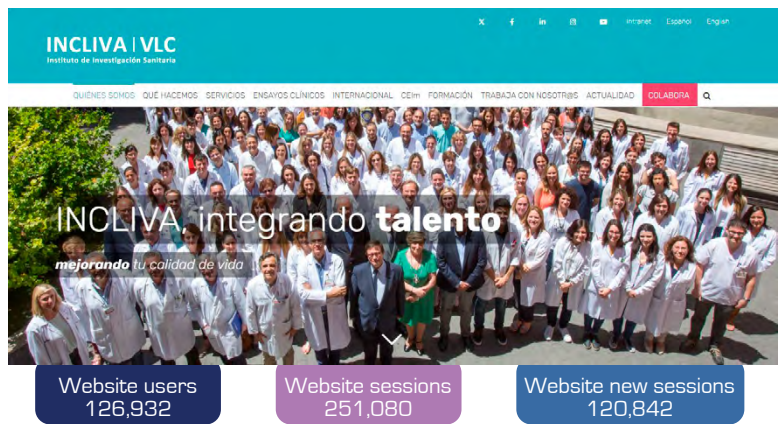 Intranet Español English
INCLIVA | VLC
Instituto de Investigación Sanitaria
QUIÉNES SOMOS QUÉ HACEMOS SERVICIOS ENSAYOS CLÍNICOS INTERNACIONAL CEIm FORMACIÓN TRABAJA CON NOSOTR@S ACTUALIDAD COLABORA
INCLIVA, integrando talento
mejorando tu calidad de vida
Website users
126,932
Website sessions
251,080
Website new sessions
120,842